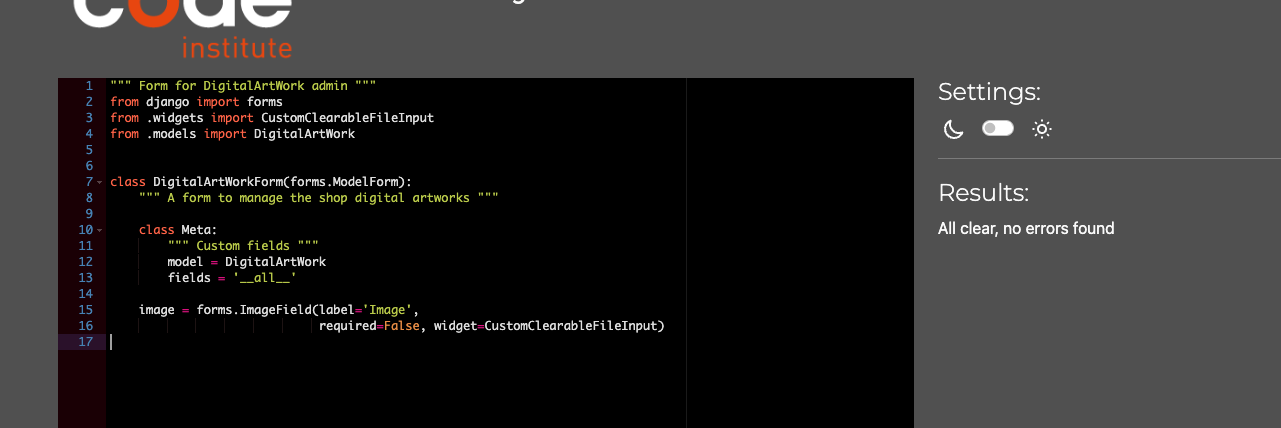 code
institute
1 """ Form for DigitalArtWork admin """
2 from django import forms
3 from .widgets import CustomClearableFileInput
4 from .models import DigitalArtWork
5
6
7 class DigitalArtWorkForm(forms.ModelForm):
8     """ A form to manage the shop digital artworks """
9
10     class Meta:
11         """ Custom fields """
12         model = DigitalArtWork
13         fields = '__all__'
14
15     image = forms.ImageField(label='Image',
16                              required=False, widget=CustomClearableFileInput)
17
Settings:
Results:
All clear, no errors found